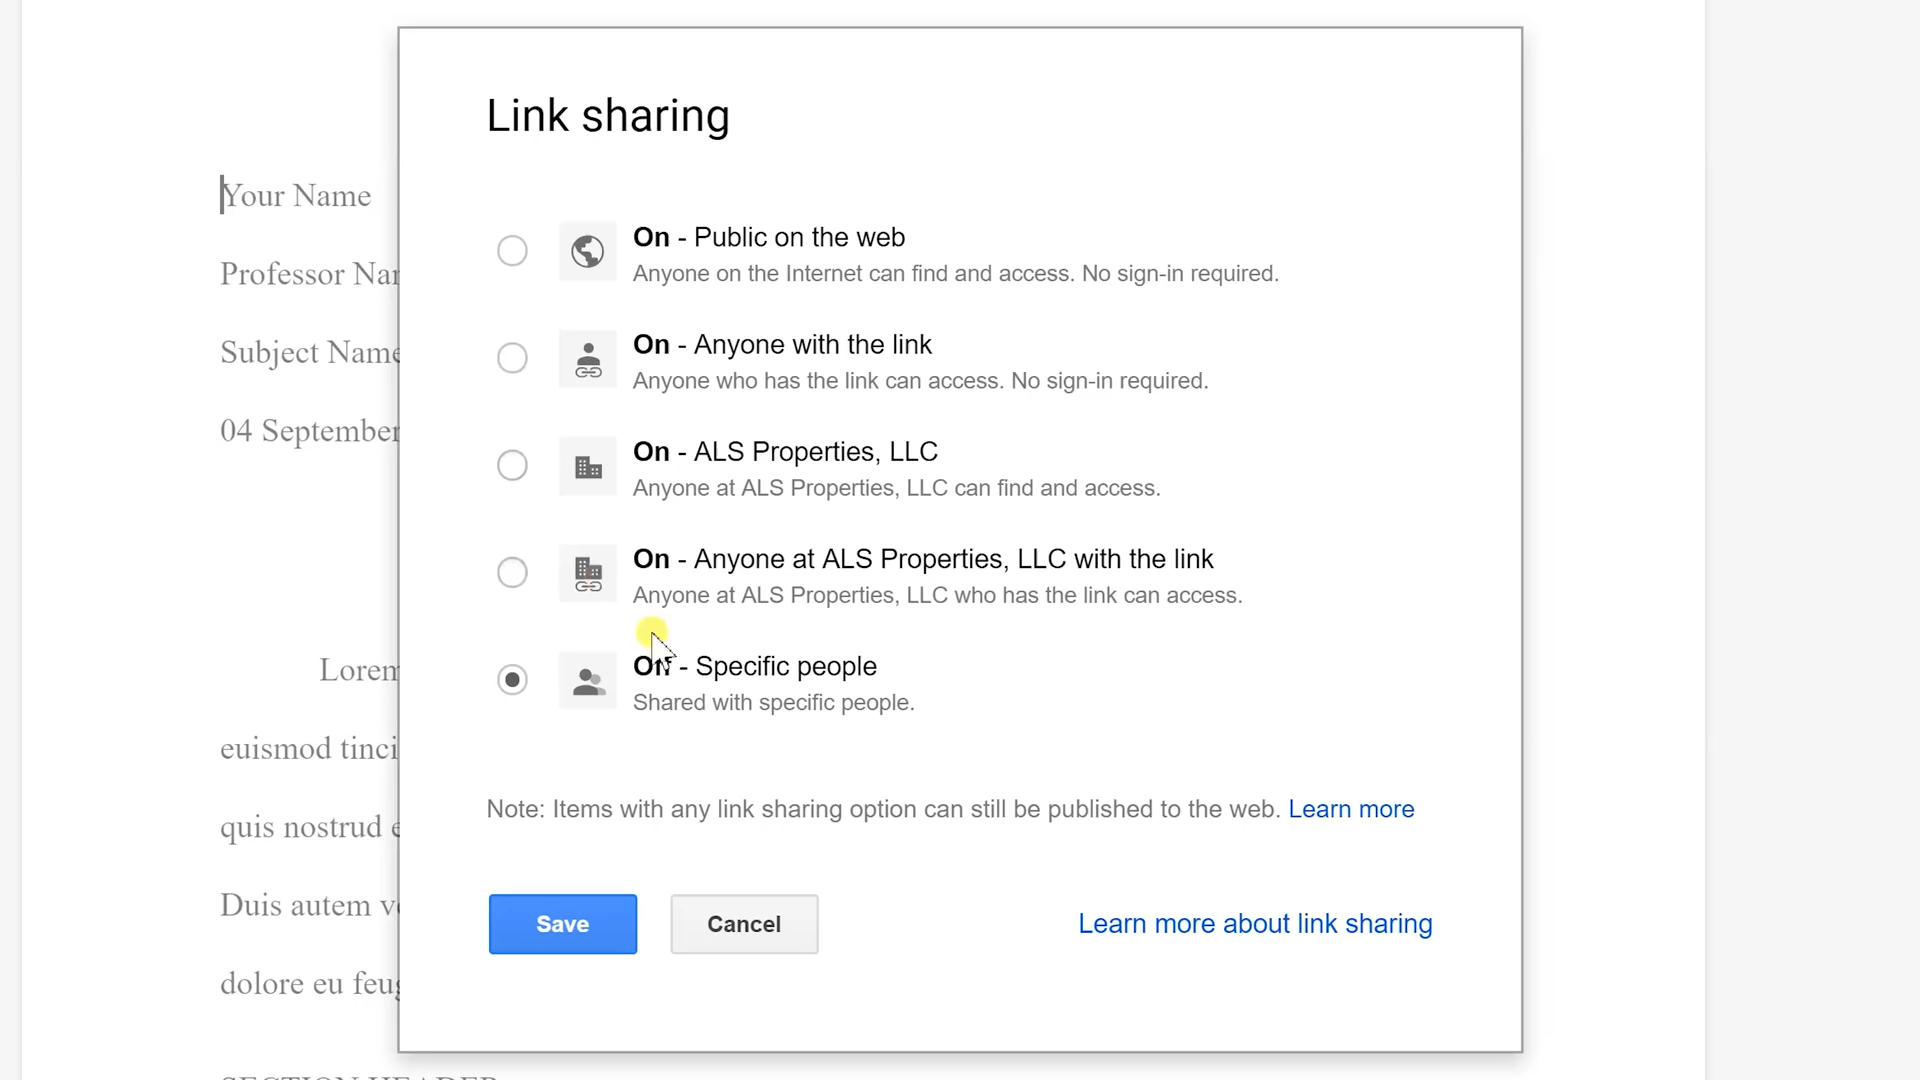 Link sharing
Your Name
On - Public on the web
Anyone on the Internet can find and access. No sign-in required.
Professor
On - Anyone with the link
Subject Name
Anyone who has the link can access. No sign-in required.
04 September
On - ALS Properties, LLC
Anyone at ALS Properties, LLC can find and access.
On - Anyone at ALS Properties, LLC with the link
Anyone at ALS Properties, LLC who has the link can access.
Off - Specific people
Lorem
Shared with specific people.
euismod
Note: Items with any link sharing option can still be published to the web. Learn more
quis nostrud
Duis autem
Save
Cancel
Learn more about link sharing
dolore eu
SECTION HEADER